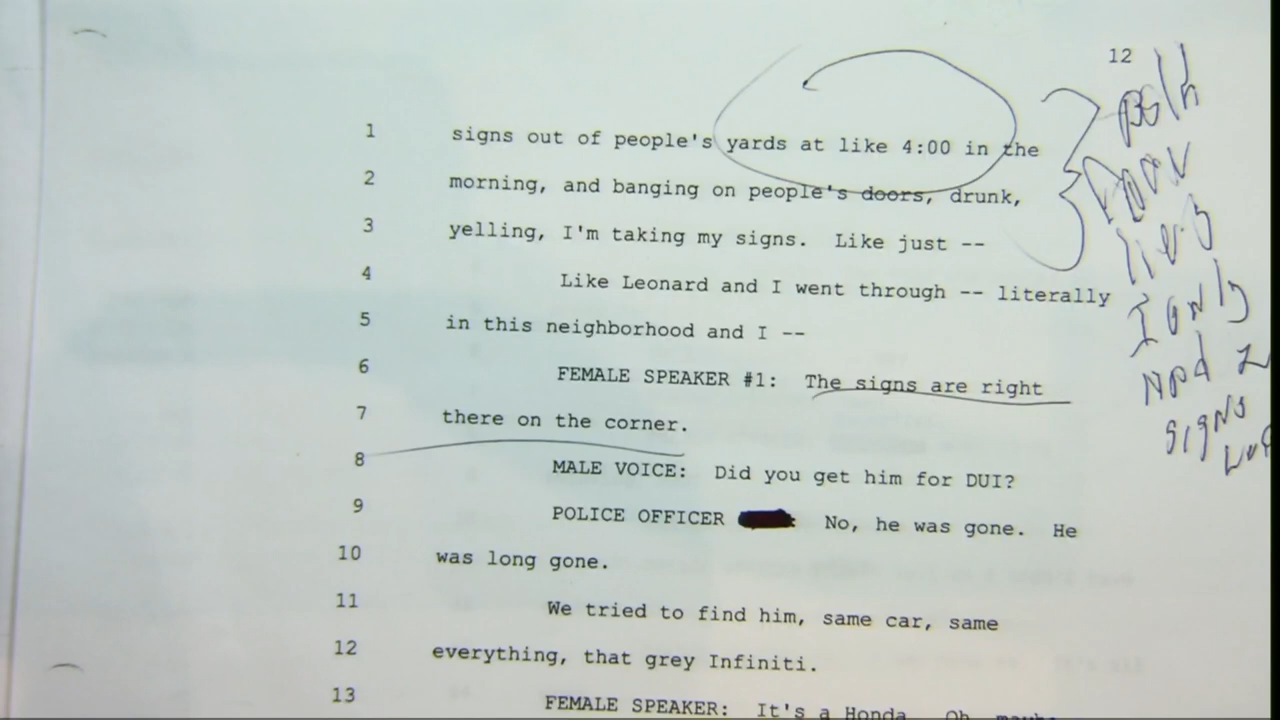 12
1 signs out of people's yards at like 4:00 in the
2 morning, and banging on people's doors, drunk,
3 yelling, I'm taking my signs. Like just --
4 Like Leonard and I went through -- literally
5 in this neighborhood and I --
6 FEMALE SPEAKER #1: The signs are right
7 there on the corner.
8 MALE VOICE: Did you get him for DUI?
9 POLICE OFFICER No, he was gone. He
10 was long gone.
11 We tried to find him, same car, same
12 everything, that grey Infiniti.
13 FEMALE SPEAKER: It's a Honda. Oh, maybe
lies
I only
signs